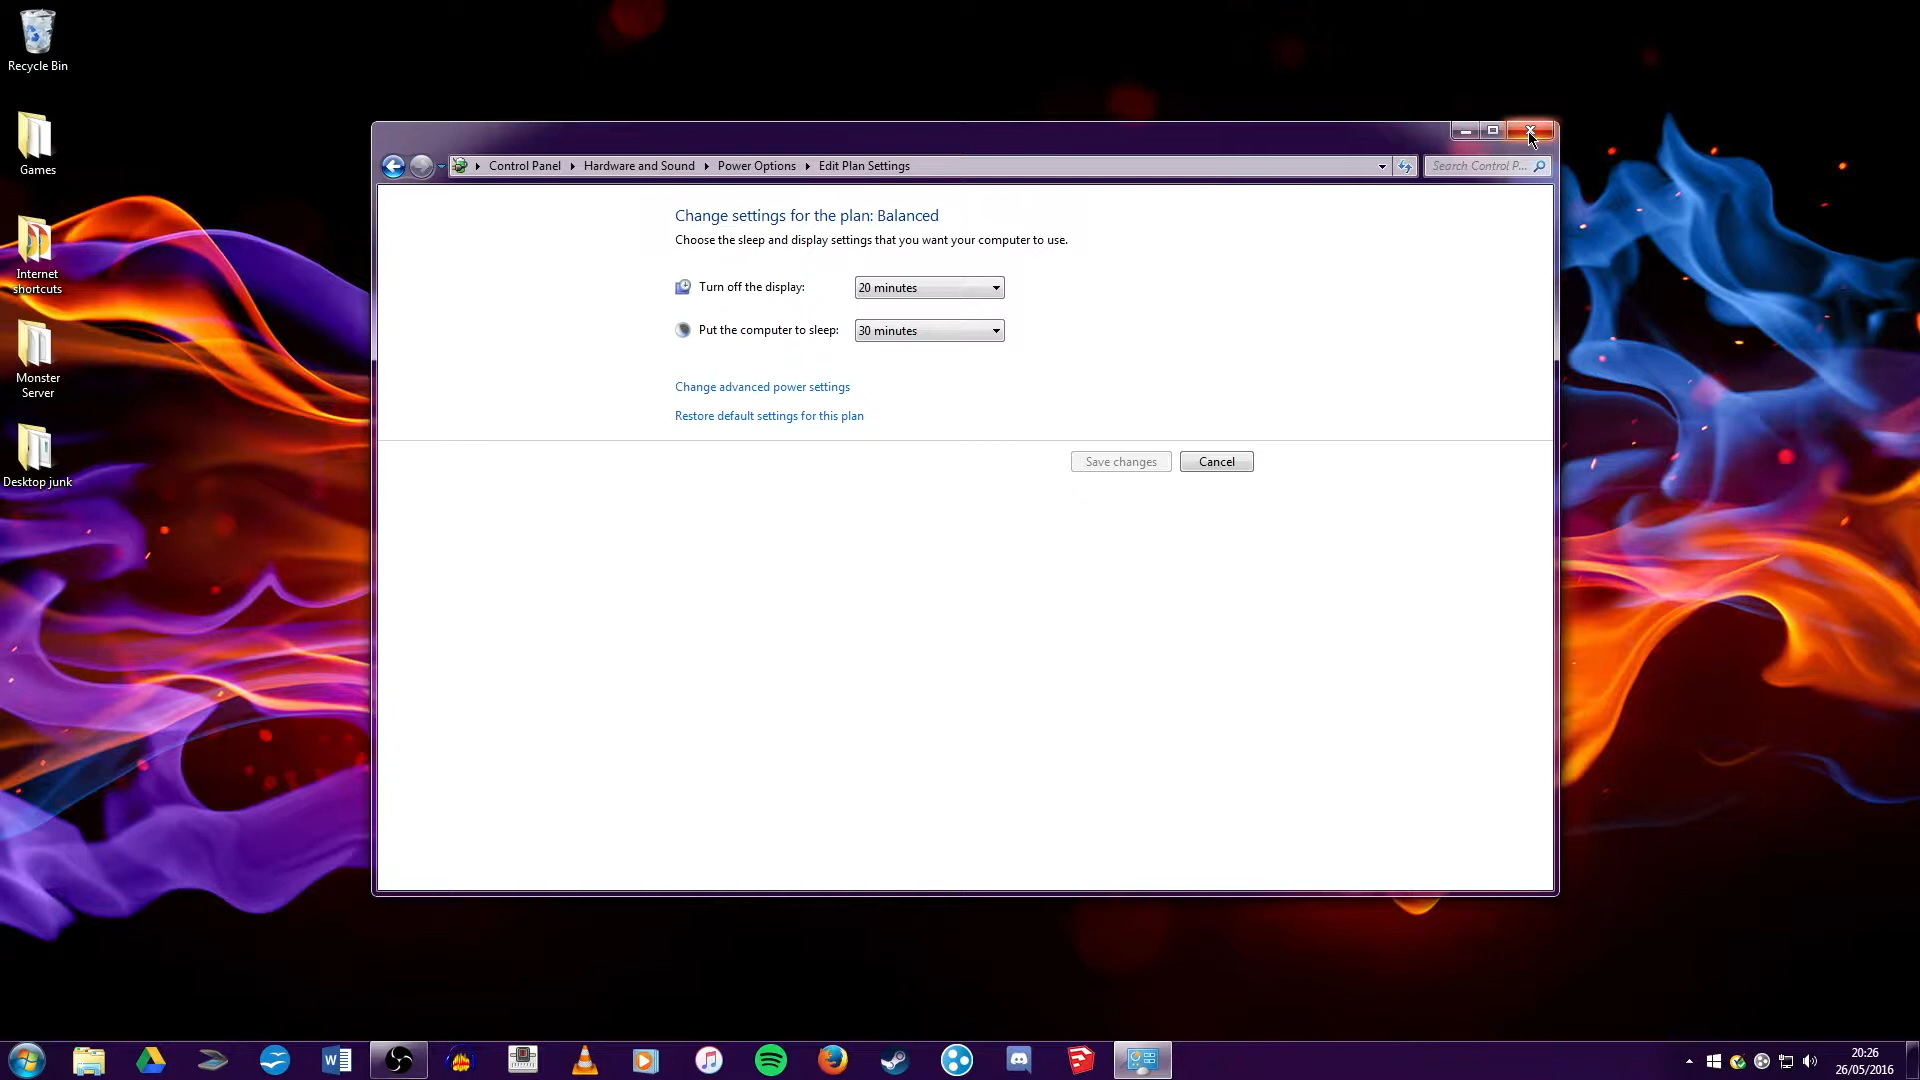 Recycle Bin
Games
Internet
shortcuts
Monster
Server
Desktop junk
Control Panel
Hardware and Sound
Power Options
Edit Plan Settings
Search Control P...
Change settings for the plan: Balanced
Choose the sleep and display settings that you want your computer to use.
Turn off the display:
20 minutes
Put the computer to sleep:
30 minutes
Change advanced power settings
Restore default settings for this plan
Save changes
Cancel
20:26
26/05/2016